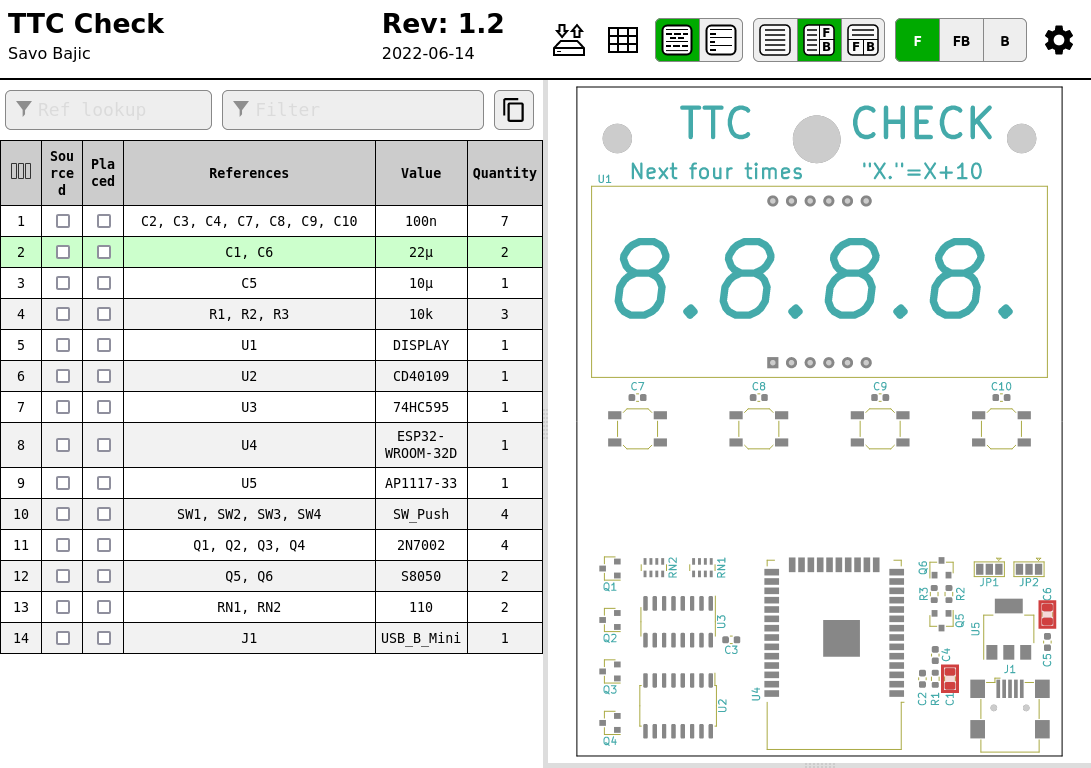 TTC Check
Savo Bajic
Rev: 1.2
2022-06-14
F
B
F B
F FB B
Ref lookup
Filter
Sourced Placed References Value Quantity
1 C2, C3, C4, C7, C8, C9, C10 100n 7
2 C1, C6 22µ 2
3 C5 10µ 1
4 R1, R2, R3 10k 3
5 U1 DISPLAY 1
6 U2 CD40109 1
7 U3 74HC595 1
8 U4 ESP32-WROOM-32D 1
9 U5 AP1117-33 1
10 SW1, SW2, SW3, SW4 SW_Push 4
11 Q1, Q2, Q3, Q4 2N7002 4
12 Q5, Q6 S8050 2
13 RN1, RN2 110 2
14 J1 USB_B_Mini 1
TTC CHECK
Next four times "X."=X+10
U1
8.8.8.8.
C7 C8 C9 C10
Q1
RN2
RN1
Q6
JP1
JP2
R3
R2
C6
Q2
U3
C3
Q5
U5
C4
C5
Q3
J1
U4
C2
R1
C1
U2
Q4